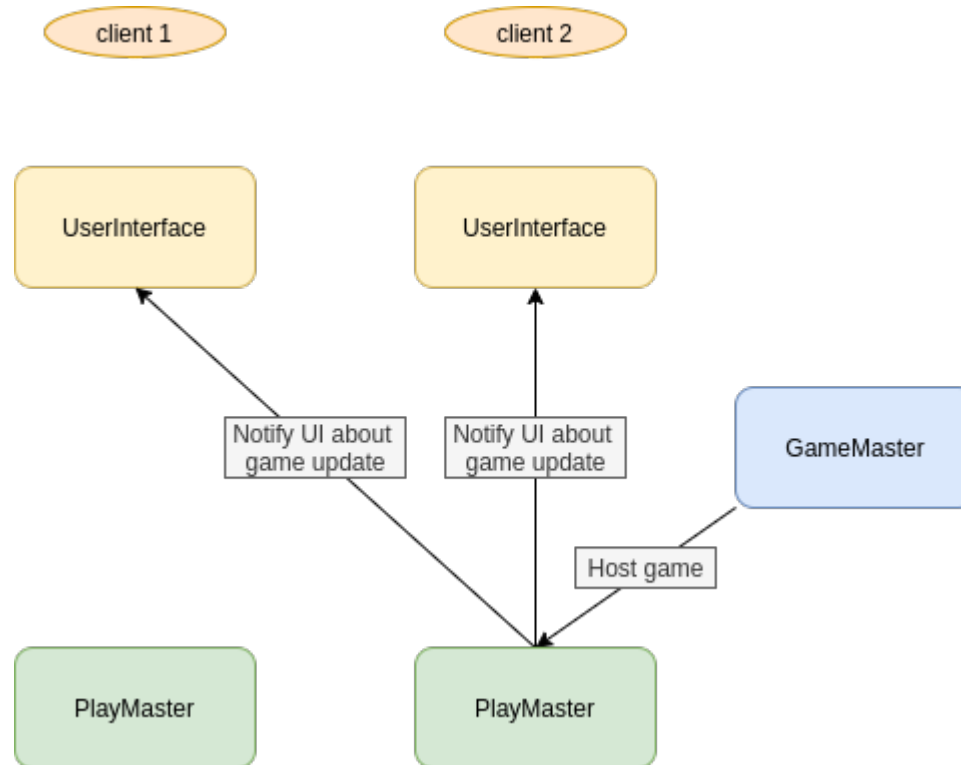 client 1
client 2
UserInterface
UserInterface
Notify UI about
game update
Notify UI about
game update
GameMaster
Host game
PlayMaster
PlayMaster